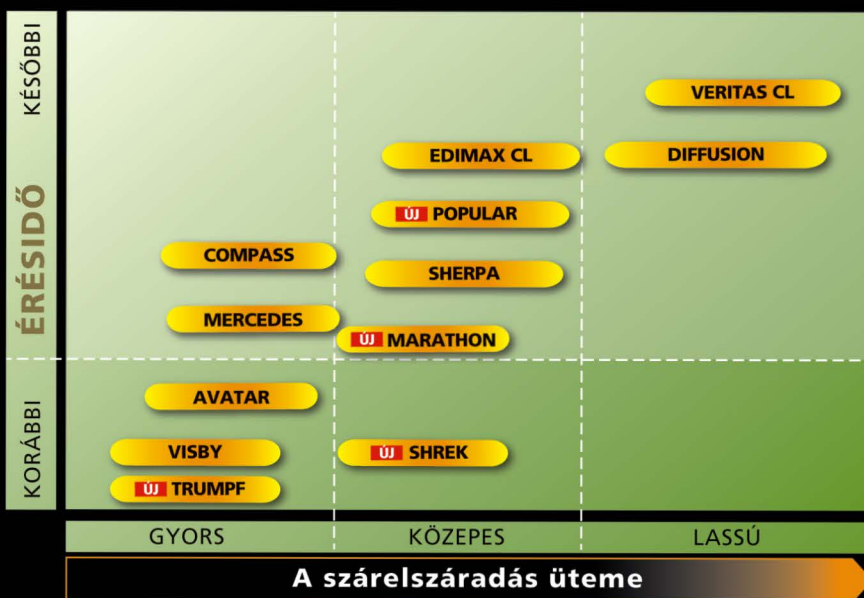 KÉSŐBBI
ÉRÉSIDŐ
KORÁBBI
VERITAS CL
EDIMAX CL
DIFFUSION
ÚJ POPULAR
COMPASS
SHERPA
MERCEDES
ÚJ MARATHON
AVATAR
VISBY
ÚJ SHREK
ÚJ TRUMPF
GYORS
KÖZEPES
LASSÚ
A szárelszáradás üteme